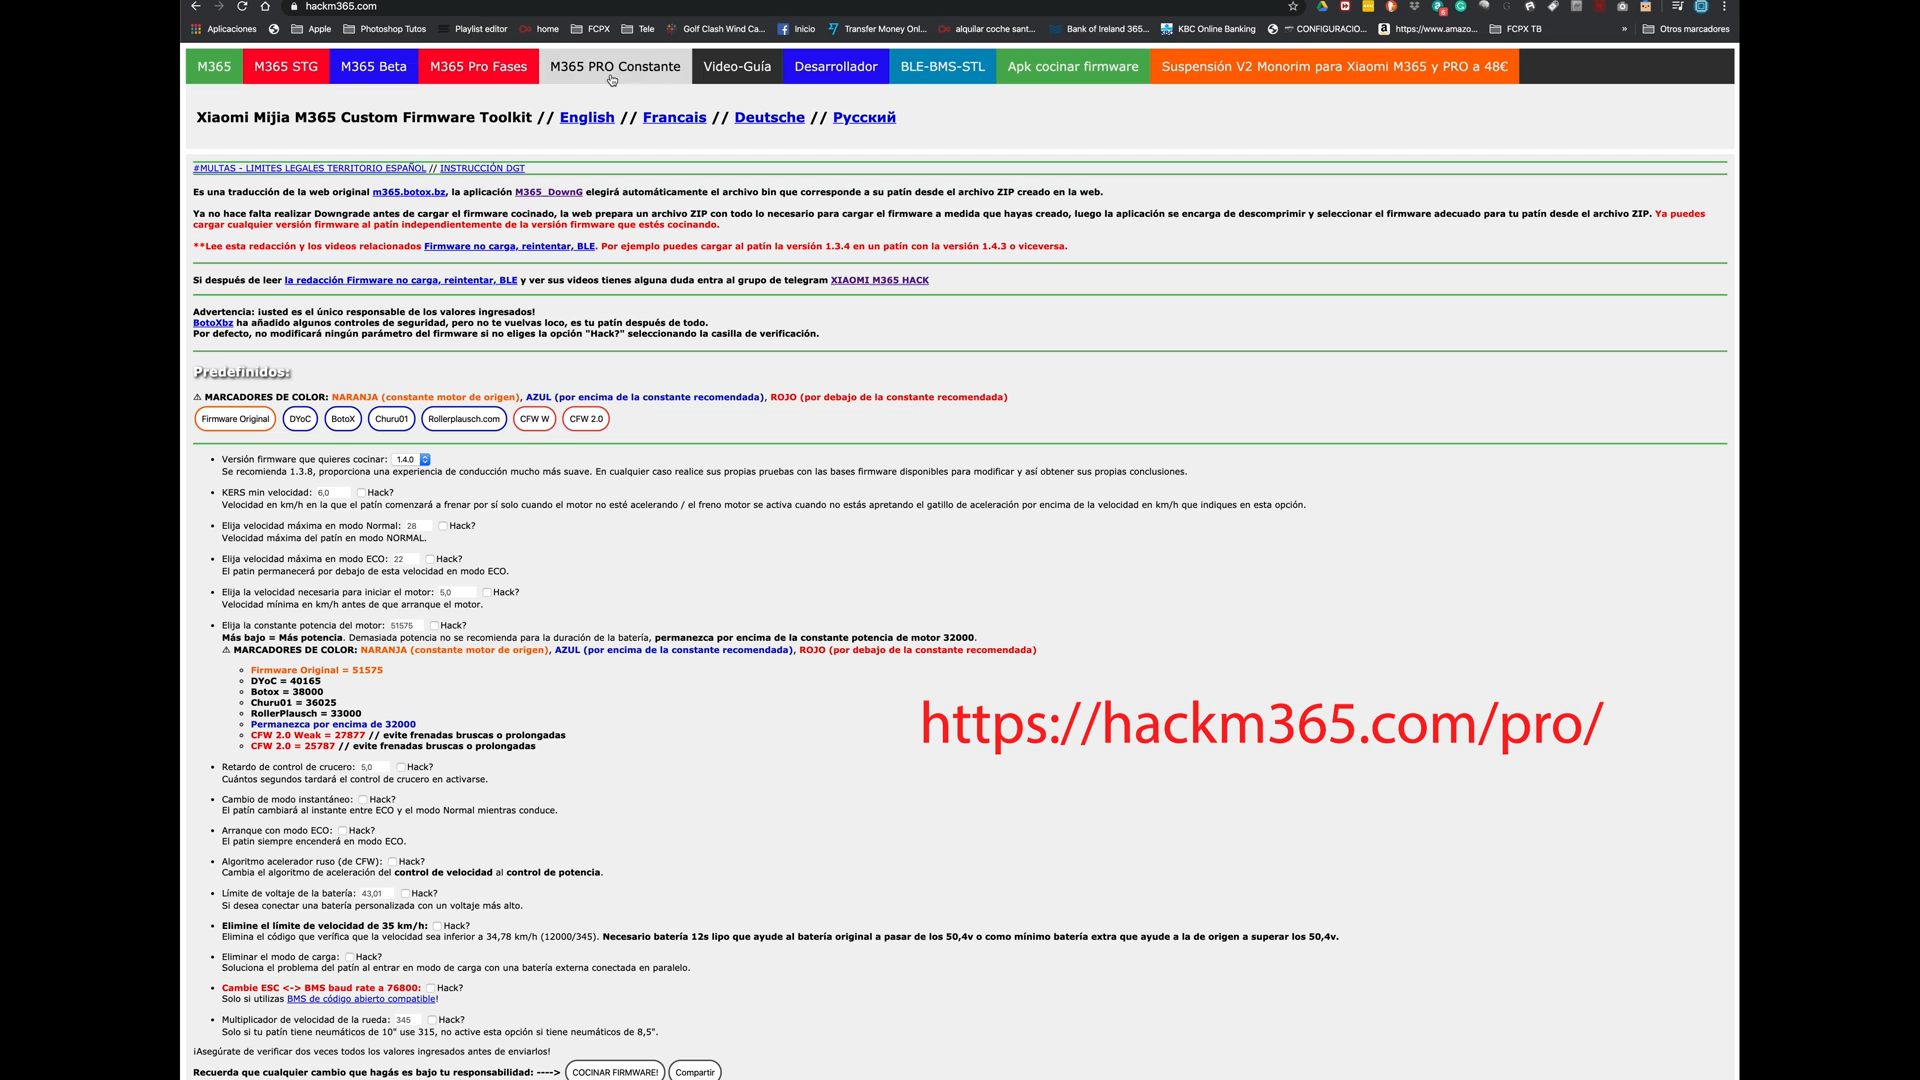 hackm365.com
Aplicaciones Apple Photoshop Tutos Playlist editor home FCPX Tele Golf Clash Wind Ca... Inicio Transfer Money Onl... alquilar coche sant... Bank of Ireland 365... KBC Online Banking CONFIGURACIO... https://www.amazo... FCPX TB » Otros marcadores
M365 M365 STG M365 Beta M365 Pro Fases M365 PRO Constante Video-Guía Desarrollador BLE-BMS-STL Apk cocinar firmware Suspensión V2 Monorim para Xiaomi M365 y PRO a 48€
Xiaomi Mijia M365 Custom Firmware Toolkit // English // Francais // Deutsche // Русский
#MULTAS - LIMITES LEGALES TERRITORIO ESPAÑOL // INSTRUCCIÓN DGT
Es una traducción de la web original m365.botox.bz, la aplicación M365_DownG elegirá automáticamente el archivo bin que corresponde a su patín desde el archivo ZIP creado en la web.
Ya no hace falta realizar Downgrade antes de cargar el firmware cocinado, la web prepara un archivo ZIP con todo lo necesario para cargar el firmware a medida que hayas creado, luego la aplicación se encarga de descomprimir y seleccionar el firmware adecuado para tu patín desde el archivo ZIP. Ya puedes
cargar cualquier versión firmware al patín independientemente de la versión firmware que estés cocinando.
**Lee esta redacción y los videos relacionados Firmware no carga, reintentar, BLE. Por ejemplo puedes cargar al patín la versión 1.3.4 en un patín con la versión 1.4.3 o viceversa.
Si después de leer la redacción Firmware no carga, reintentar, BLE y ver sus videos tienes alguna duda entra al grupo de telegram XIAOMI M365 HACK
Advertencia: ¡usted es el único responsable de los valores ingresados!
BotoXbz ha añadido algunos controles de seguridad, pero no te vuelvas loco, es tu patín después de todo.
Por defecto, no modificará ningún parámetro del firmware si no eliges la opción "Hack?" seleccionando la casilla de verificación.
Predefinidos:
⚠ MARCADORES DE COLOR: NARANJA (constante motor de origen), AZUL (por encima de la constante recomendada), ROJO (por debajo de la constante recomendada)
Firmware Original DYoC BotoX Churu01 Rollerplausch.com CFW W CFW 2.0
• Versión firmware que quieres cocinar: 1.4.0
Se recomienda 1.3.8, proporciona una experiencia de conducción mucho más suave. En cualquier caso realice sus propias pruebas con las bases firmware disponibles para modificar y así obtener sus propias conclusiones.
• KERS min velocidad: 6,0 Hack?
Velocidad en km/h en la que el patín comenzará a frenar por sí solo cuando el motor no esté acelerando / el freno motor se activa cuando no estás apretando el gatillo de aceleración por encima de la velocidad en km/h que indiques en esta opción.
• Elija velocidad máxima en modo Normal: 28 Hack?
Velocidad máxima del patín en modo NORMAL.
• Elija velocidad máxima en modo ECO: 22 Hack?
El patin permanecerá por debajo de esta velocidad en modo ECO.
• Elija la velocidad necesaria para iniciar el motor: 5,0 Hack?
Velocidad mínima en km/h antes de que arranque el motor.
• Elija la constante potencia del motor: 51575 Hack?
Más bajo = Más potencia. Demasiada potencia no se recomienda para la duración de la batería, permanezca por encima de la constante potencia de motor 32000.
⚠ MARCADORES DE COLOR: NARANJA (constante motor de origen), AZUL (por encima de la constante recomendada), ROJO (por debajo de la constante recomendada)
Firmware Original = 51575
DYoC = 40165
Botox = 38000
Churu01 = 36025
RollerPlausch = 33000
Permanezca por encima de 32000
CFW 2.0 Weak = 27877 // evite frenadas bruscas o prolongadas
CFW 2.0 = 25787 // evite frenadas bruscas o prolongadas
https://hackm365.com/pro/
• Retardo de control de crucero: 5,0 Hack?
Cuántos segundos tardará el control de crucero en activarse.
• Cambio de modo instantáneo: Hack?
El patín cambiará al instante entre ECO y el modo Normal mientras conduce.
• Arranque con modo ECO: Hack?
El patin siempre encenderá en modo ECO.
• Algoritmo acelerador ruso (de CFW): Hack?
Cambia el algoritmo de aceleración del control de velocidad al control de potencia.
• Límite de voltaje de la batería: 43,01 Hack?
Si desea conectar una batería personalizada con un voltaje más alto.
• Elimine el límite de velocidad de 35 km/h: Hack?
Elimina el código que verifica que la velocidad sea inferior a 34,78 km/h (12000/345). Necesario batería 12s lipo que ayude al batería original a pasar de los 50,4v o como mínimo batería extra que ayude a la de origen a superar los 50,4v.
• Eliminar el modo de carga: Hack?
Soluciona el problema del patín al entrar en modo de carga con una batería externa conectada en paralelo.
• Cambie ESC <-> BMS baud rate a 76800: Hack?
Solo si utilizas BMS de código abierto compatible!
• Multiplicador de velocidad de la rueda: 345 Hack?
Solo si tu patín tiene neumáticos de 10" use 315, no active esta opción si tiene neumáticos de 8,5".
¡Asegúrate de verificar dos veces todos los valores ingresados antes de enviarlos!
Recuerda que cualquier cambio que hagás es bajo tu responsabilidad: ----> COCINAR FIRMWARE! Compartir